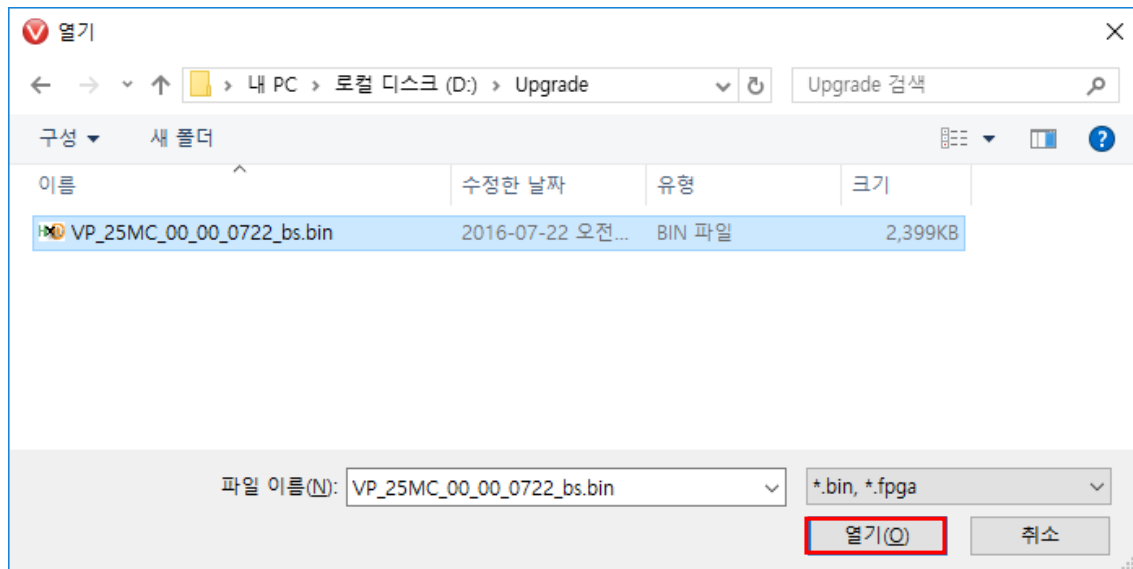 열기
내 PC › 로컬 디스크 (D:) › Upgrade
Upgrade 검색
구성
새 폴더
이름 수정한 날짜 유형 크기
VP_25MC_00_00_0722_bs.bin 2016-07-22 오전... BIN 파일 2,399KB
파일 이름(N): VP_25MC_00_00_0722_bs.bin *.bin, *.fpga
열기(O) 취소